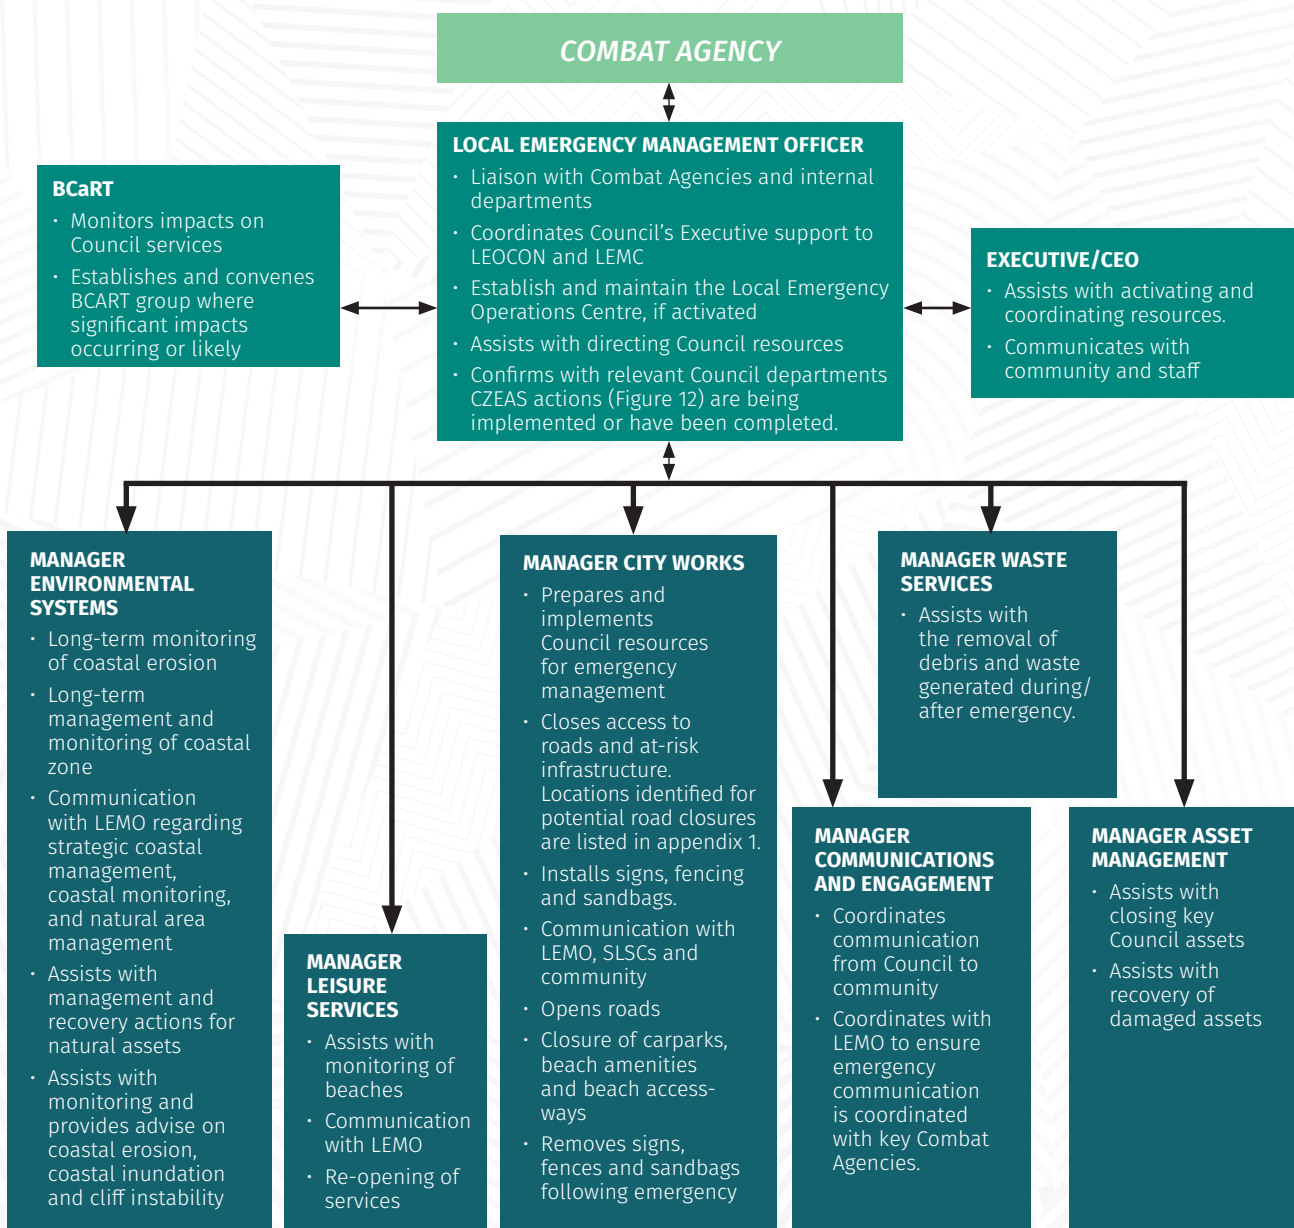 COMBAT AGENCY
LOCAL EMERGENCY MANAGEMENT OFFICER
· Liaison with Combat Agencies and internal
departments
· Coordinates Council's Executive support to
LEOCON and LEMC
· Establish and maintain the Local Emergency
Operations Centre, if activated
· Assists with directing Council resources
· Confirms with relevant Council departments
CZEAS actions (Figure 12) are being
implemented or have been completed.
BCaRT
· Monitors impacts on
Council services
· Establishes and convenes
BCART group where
significant impacts
occurring or likely
EXECUTIVE/CEO
· Assists with activating and
coordinating resources.
· Communicates with
community and staff
MANAGER
ENVIRONMENTAL
SYSTEMS
· Long-term monitoring
of coastal erosion
· Long-term
management and
monitoring of coastal
zone
· Communication
with LEMO regarding
strategic coastal
management,
coastal monitoring,
and natural area
management
· Assists with
management and
recovery actions for
natural assets
· Assists with
monitoring and
provides advise on
coastal erosion,
coastal inundation
and cliff instability
MANAGER
LEISURE
SERVICES
· Assists with
monitoring of
beaches
· Communication
with LEMO
· Re-opening of
services
MANAGER CITY WORKS
· Prepares and
implements
Council resources
for emergency
management
· Closes access to
roads and at-risk
infrastructure.
Locations identified for
potential road closures
are listed in appendix 1.
· Installs signs, fencing
and sandbags.
· Communication with
LEMO, SLSCs and
community
· Opens roads
· Closure of carparks,
beach amenities
and beach access-
ways
· Removes signs,
fences and sandbags
following emergency
MANAGER
COMMUNICATIONS
AND ENGAGEMENT
· Coordinates
communication
from Council to
community
· Coordinates with
LEMO to ensure
emergency
communication
is coordinated
with key Combat
Agencies.
MANAGER WASTE
SERVICES
· Assists with
the removal of
debris and waste
generated during/
after emergency.
MANAGER ASSET
MANAGEMENT
· Assists with
closing key
Council assets
· Assists with
recovery of
damaged assets